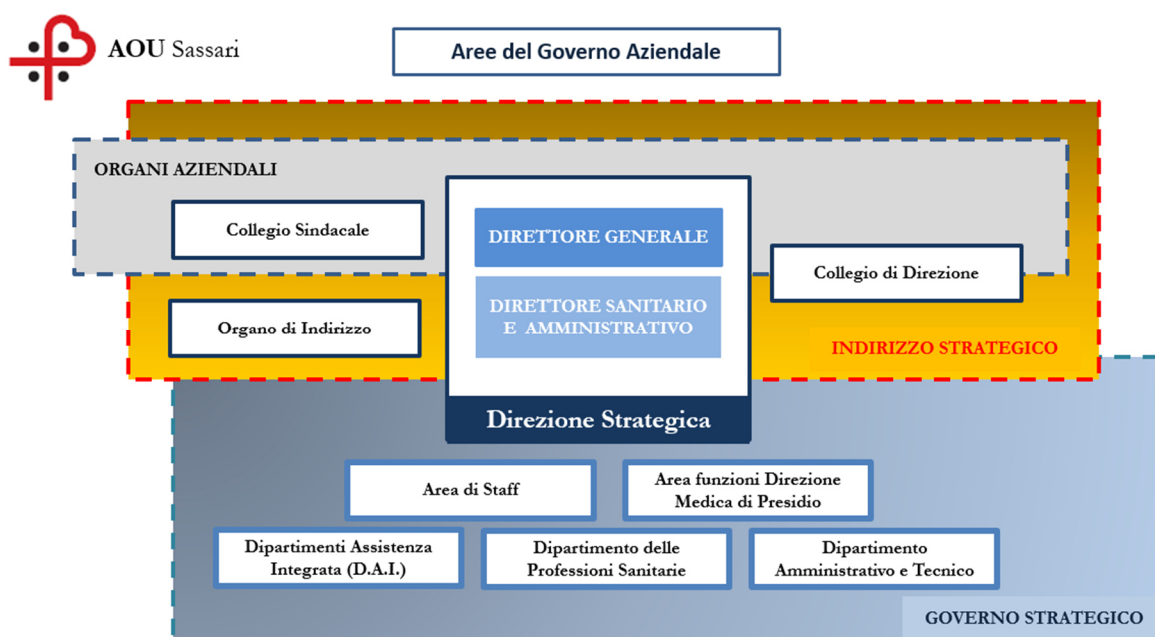 AOU Sassari
Aree del Governo Aziendale
ORGANI AZIENDALI
Collegio Sindacale
DIRETTORE GENERALE
Collegio di Direzione
DIRETTORE SANITARIO
E AMMINISTRATIVO
Organo di Indirizzo
INDIRIZZO STRATEGICO
Direzione Strategica
Area di Staff
Area funzioni Direzione
Medica di Presidio
Dipartimenti Assistenza
Integrata (D.A.I.)
Dipartimento delle
Professioni Sanitarie
Dipartimento
Amministrativo e Tecnico
GOVERNO STRATEGICO